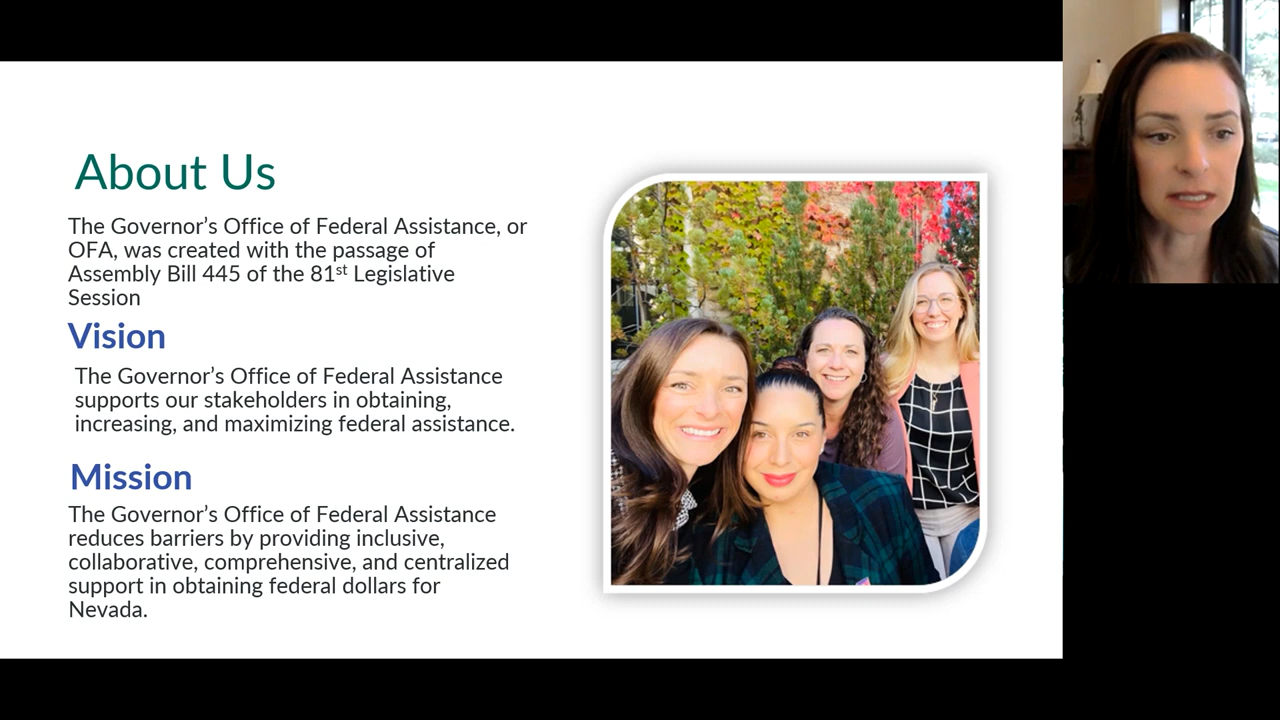 About Us
The Governor’s Office of Federal Assistance, or
OFA, was created with the passage of
Assembly Bill 445 of the 81st Legislative
Session
Vision
The Governor’s Office of Federal Assistance
supports our stakeholders in obtaining,
increasing, and maximizing federal assistance.
Mission
The Governor’s Office of Federal Assistance
reduces barriers by providing inclusive,
collaborative, comprehensive, and centralized
support in obtaining federal dollars for
Nevada.